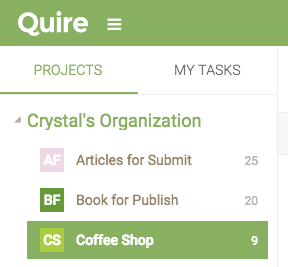 Quire
PROJECTS MY TASKS
Crystal's Organization
AF Articles for Submit 25
BF Book for Publish 20
CS Coffee Shop 9